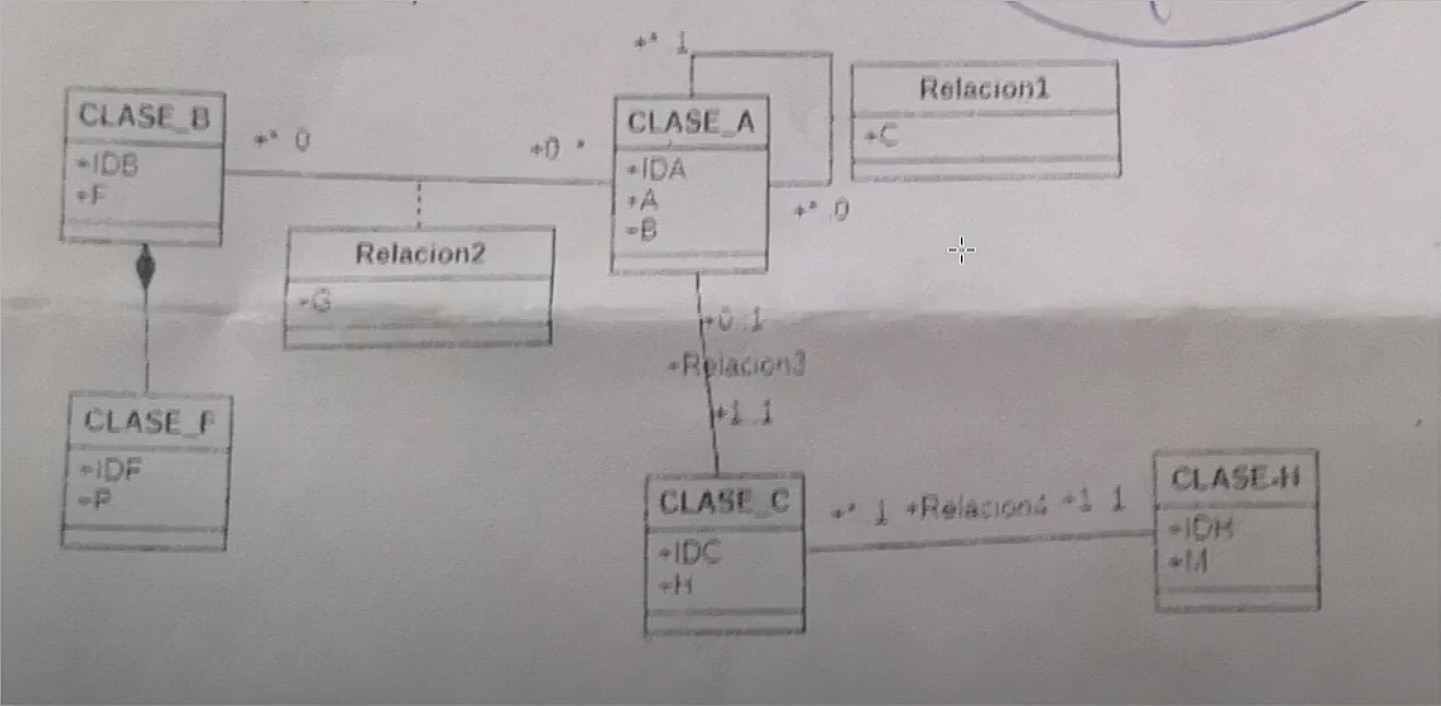 +* 1
Relacion1
+C
CLASE_B
+IDB
+F
+* 0
+0 *
CLASE_A
+IDA
+A
+B
+* 0
Relacion2
+G
+0 1
+Relacion3
+1 1
CLASE_F
+IDF
+P
CLASE_C
+IDC
+H
+* 1 +Relacion4 +1 1
CLASE_H
+IDH
+M